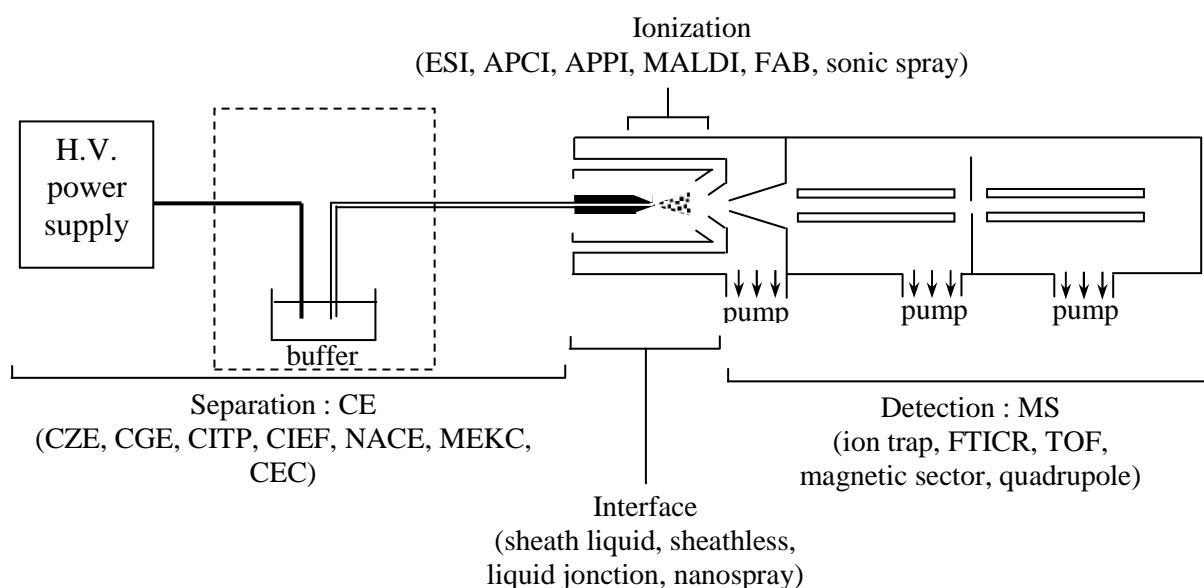 Ionization
(ESI, APCI, APPI, MALDI, FAB, sonic spray)
H.V.
power
supply
buffer
pump
pump
pump
Separation : CE
(CZE, CGE, CITP, CIEF, NACE, MEKC,
CEC)
Detection : MS
(ion trap, FTICR, TOF,
magnetic sector, quadrupole)
Interface
(sheath liquid, sheathless,
liquid jonction, nanospray)